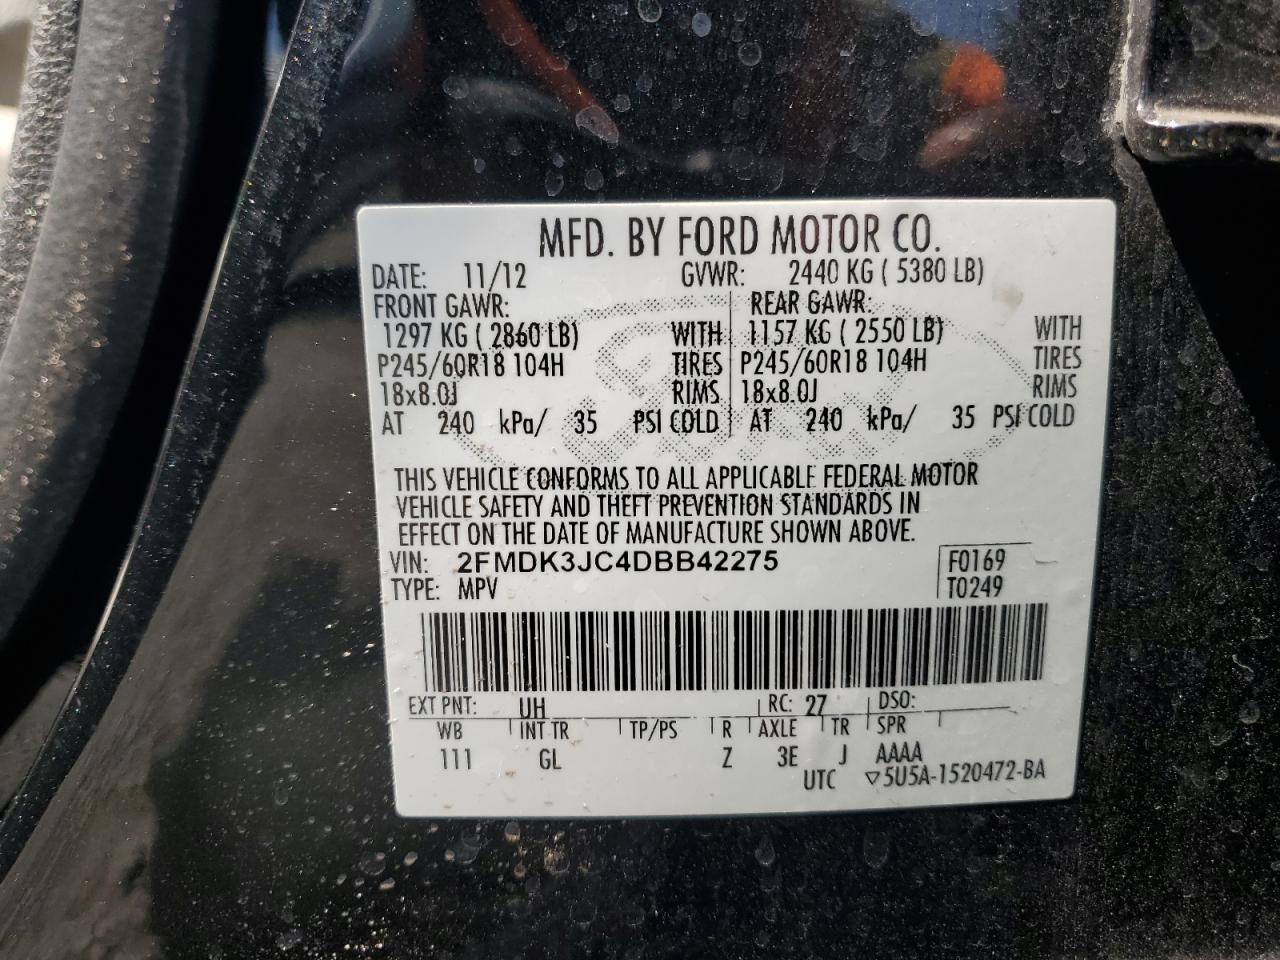 MFD. BY FORD MOTOR CO.
DATE: 11/12 GVWR: 2440 KG ( 5380 LB)
FRONT GAWR: REAR GAWR:
1297 KG ( 2860 LB) WITH 1157 KG ( 2550 LB) WITH
P245/60R18 104H TIRES P245/60R18 104H TIRES
18x8.0J RIMS 18x8.0J RIMS
AT 240 kPa/ 35 PSI COLD AT 240 kPa/ 35 PSI COLD
THIS VEHICLE CONFORMS TO ALL APPLICABLE FEDERAL MOTOR
VEHICLE SAFETY AND THEFT PREVENTION STANDARDS IN
EFFECT ON THE DATE OF MANUFACTURE SHOWN ABOVE.
VIN: 2FMDK3JC4DBB42275 F0169
TYPE: MPV T0249
EXT PNT: UH RC: 27 DSO:
WB INT TR TP/PS R AXLE TR SPR
111 GL Z 3E J AAAA
UTC ▽5U5A-1520472-BA